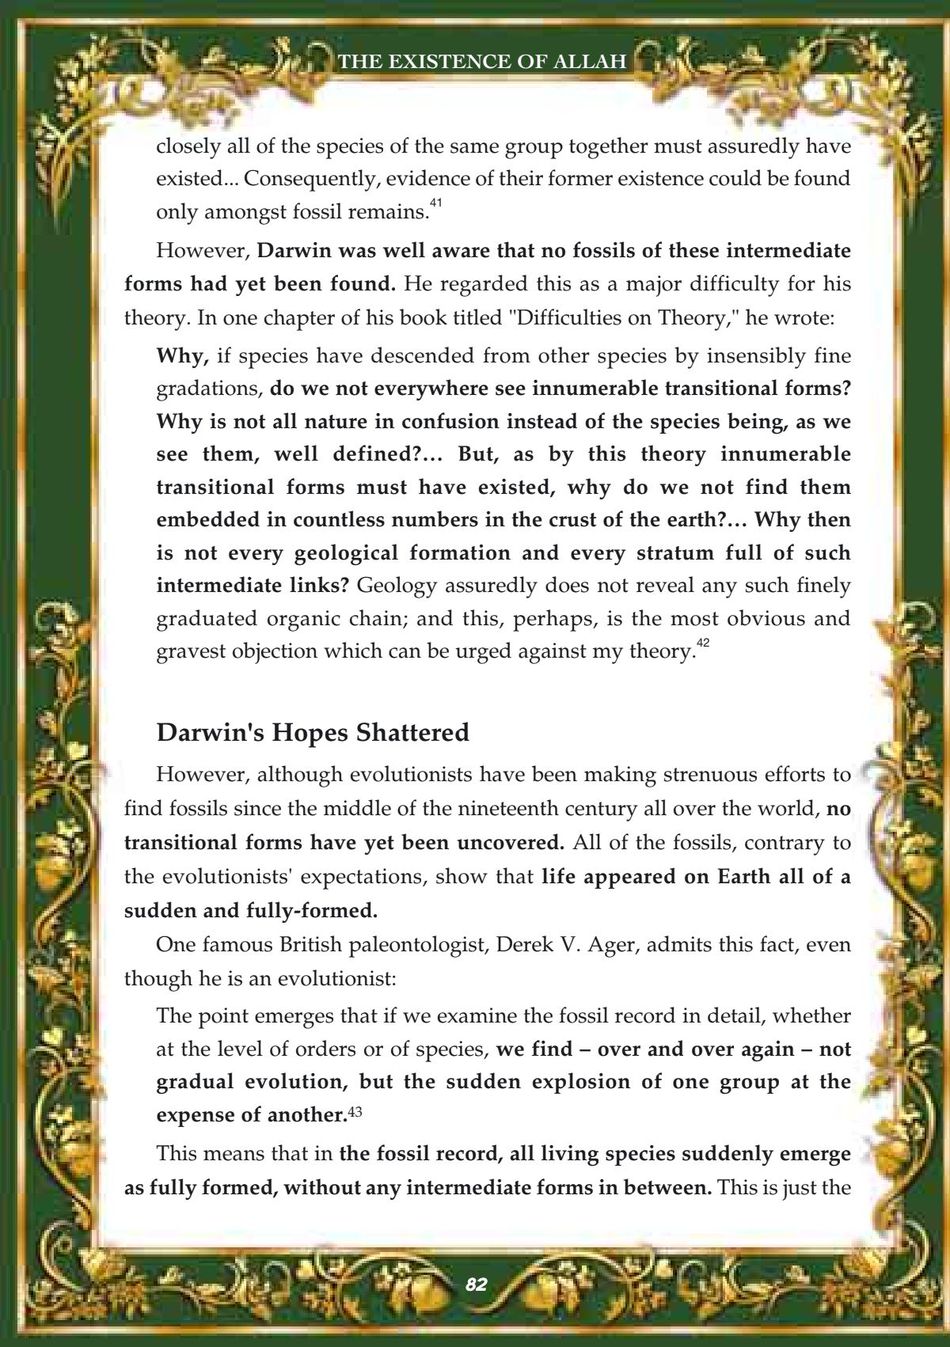 THE EXISTENCE OF ALLAH
closely all of the species of the same group together must assuredly have
existed... Consequently, evidence of their former existence could be found
only amongst fossil remains.41
However, Darwin was well aware that no fossils of these intermediate
forms had yet been found. He regarded this as a major difficulty for his
theory. In one chapter of his book titled "Difficulties on Theory," he wrote:
Why, if species have descended from other species by insensibly fine
gradations, do we not everywhere see innumerable transitional forms?
Why is not all nature in confusion instead of the species being, as we
see them, well defined?… But, as by this theory innumerable
transitional forms must have existed, why do we not find them
embedded in countless numbers in the crust of the earth?… Why then
is not every geological formation and every stratum full of such
intermediate links? Geology assuredly does not reveal any such finely
graduated organic chain; and this, perhaps, is the most obvious and
gravest objection which can be urged against my theory.42
Darwin's Hopes Shattered
However, although evolutionists have been making strenuous efforts to
find fossils since the middle of the nineteenth century all over the world, no
transitional forms have yet been uncovered. All of the fossils, contrary to
the evolutionists' expectations, show that life appeared on Earth all of a
sudden and fully-formed.
One famous British paleontologist, Derek V. Ager, admits this fact, even
though he is an evolutionist:
The point emerges that if we examine the fossil record in detail, whether
at the level of orders or of species, we find – over and over again – not
gradual evolution, but the sudden explosion of one group at the
expense of another.43
This means that in the fossil record, all living species suddenly emerge
as fully formed, without any intermediate forms in between. This is just the
82